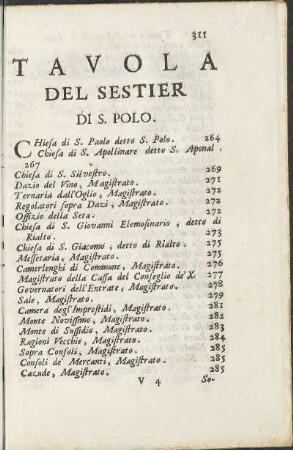 311
TAVOLA
DEL SESTIER
DI S. POLO.
CHiesa di S. Paolo detto S. Polo. 264
Chiesa di S. Apollinare detto S. Aponal.
267
Chiesa di S. Silvestro. 269
Dazio del Vino, Magistrato. 271
Ternaria dall'Oglio, Magistrato. 272
Regolatori sopra Dazj, Magistrato. 272
Offizio della Seta. 272
Chiesa di S. Giovanni Elemosinario, detto di
Rialto. 273
Chiesa di S. Giacomo, detto di Rialto. 275
Messetaria, Magistrato. 275
Camerlenghi di Commune, Magistrato. 276
Magistrato della Cassa del Conseglio de' X. 277
Governatori dell'Entrate, Magistrato. 278
Sale, Magistrato. 279
Camera degl'Imprestidi, Magistrato. 281
Monte Novissimo, Magistrato. 282
Monte di Sussidio, Magistrato. 283
Ragioni Vecchie, Magistrato. 284
Sopra Consoli, Magistrato. 285
Consoli de' Mercanti, Magistrato. 285
Cazude, Magistrato. 285
V 4 So-